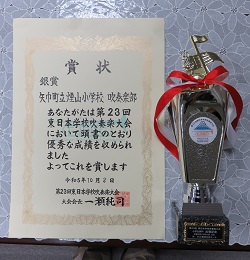 賞状
銀賞
矢巾町立煙山小学校 吹奏楽部
あなたがたは第23回
東日本学校吹奏楽大会
において頭書のとおり
優秀な成績を収められ
ました
よってこれを賞します
令和5年10月
第23回東日本学校吹奏楽大会
大会会長 一瀬純司